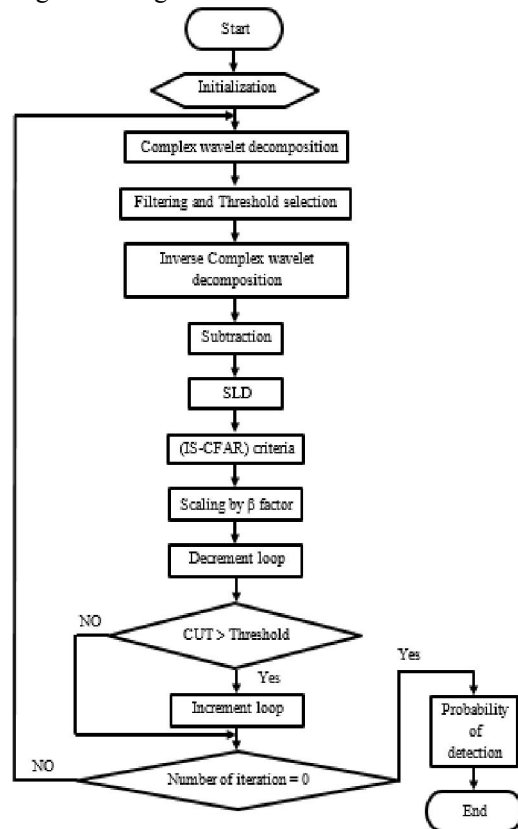 Start
Initialization
Complex wavelet decomposition
Filtering and Threshold selection
Inverse Complex wavelet
decomposition
Subtraction
SLD
(IS-CFAR) criteria
Scaling by β factor
Decrement loop
NO
CUT > Threshold
Yes
Yes
Increment loop
Probability
of
detection
NO
Number of iteration = 0
End